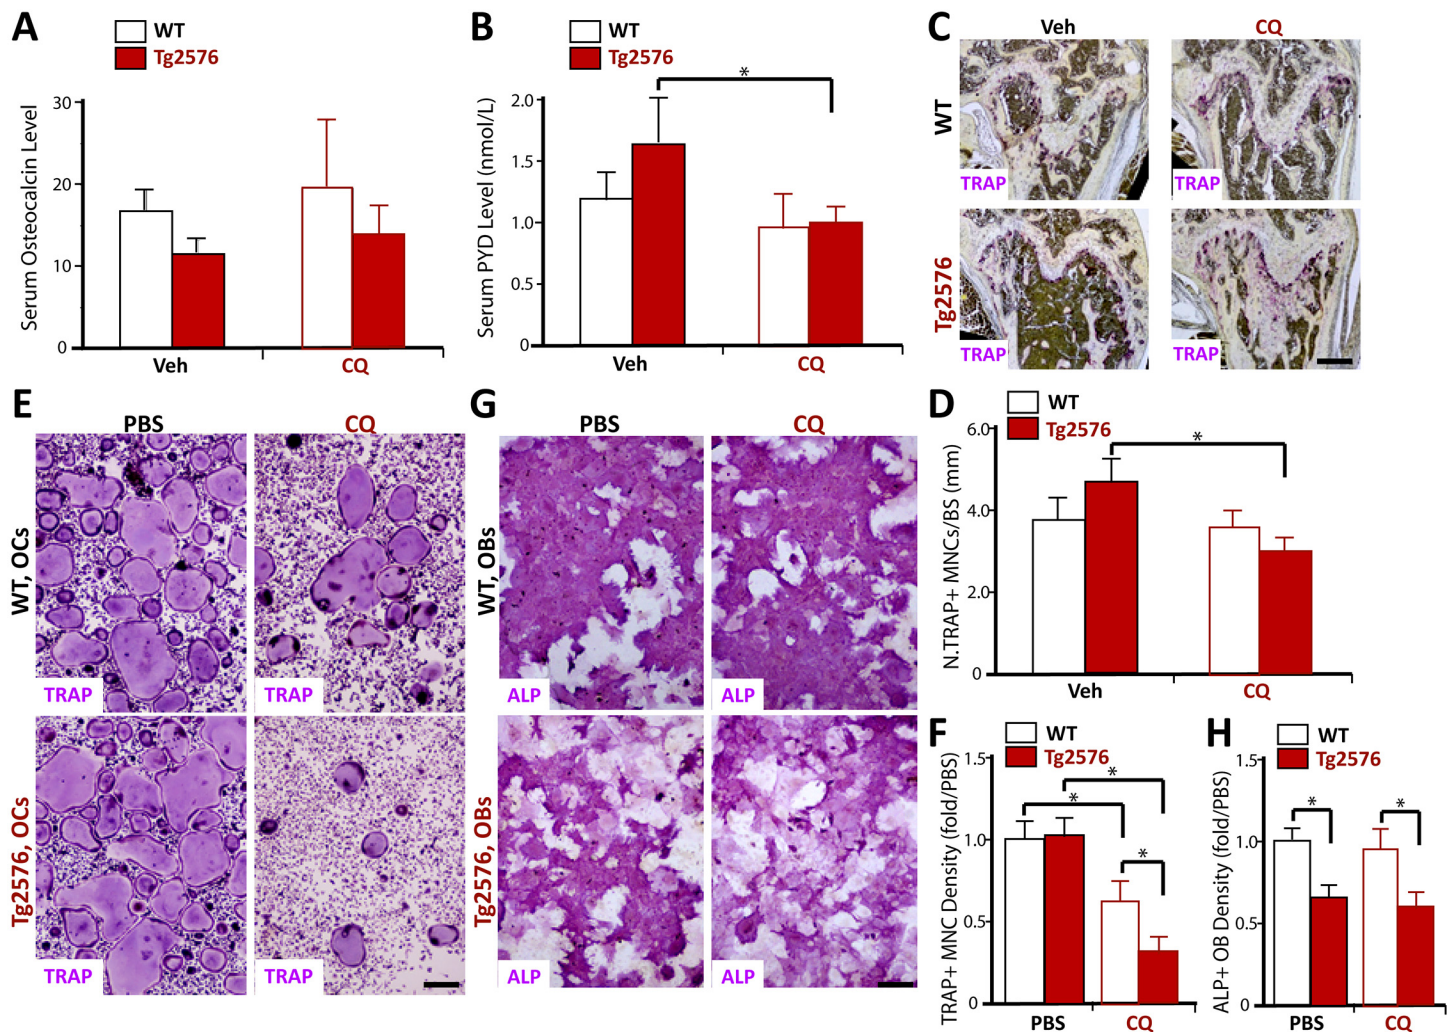 A
WT
Tg2576
Serum Osteocalcin Level
30
20
10
0
Veh
CQ
B
WT
Tg2576
Serum PYD Level (nmol/L)
2.0
1.5
1.0
0.5
0
*
Veh
CQ
C
Veh
CQ
WT
TRAP
TRAP
Tg2576
TRAP
TRAP
D
WT
Tg2576
N.TRAP+ MNCs/BS (mm)
6.0
4.0
2.0
0
*
Veh
CQ
E
PBS
CQ
WT, OCs
TRAP
TRAP
Tg2576, OCs
TRAP
TRAP
G
PBS
CQ
WT, OBs
ALP
ALP
Tg2576, OBs
ALP
ALP
F
WT
Tg2576
TRAP+ MNC Density (fold/PBS)
1.5
1.0
0.5
0
*
*
*
PBS
CQ
H
WT
Tg2576
ALP+ OB Density (fold/PBS)
1.5
1.0
0.5
0
*
*
PBS
CQ